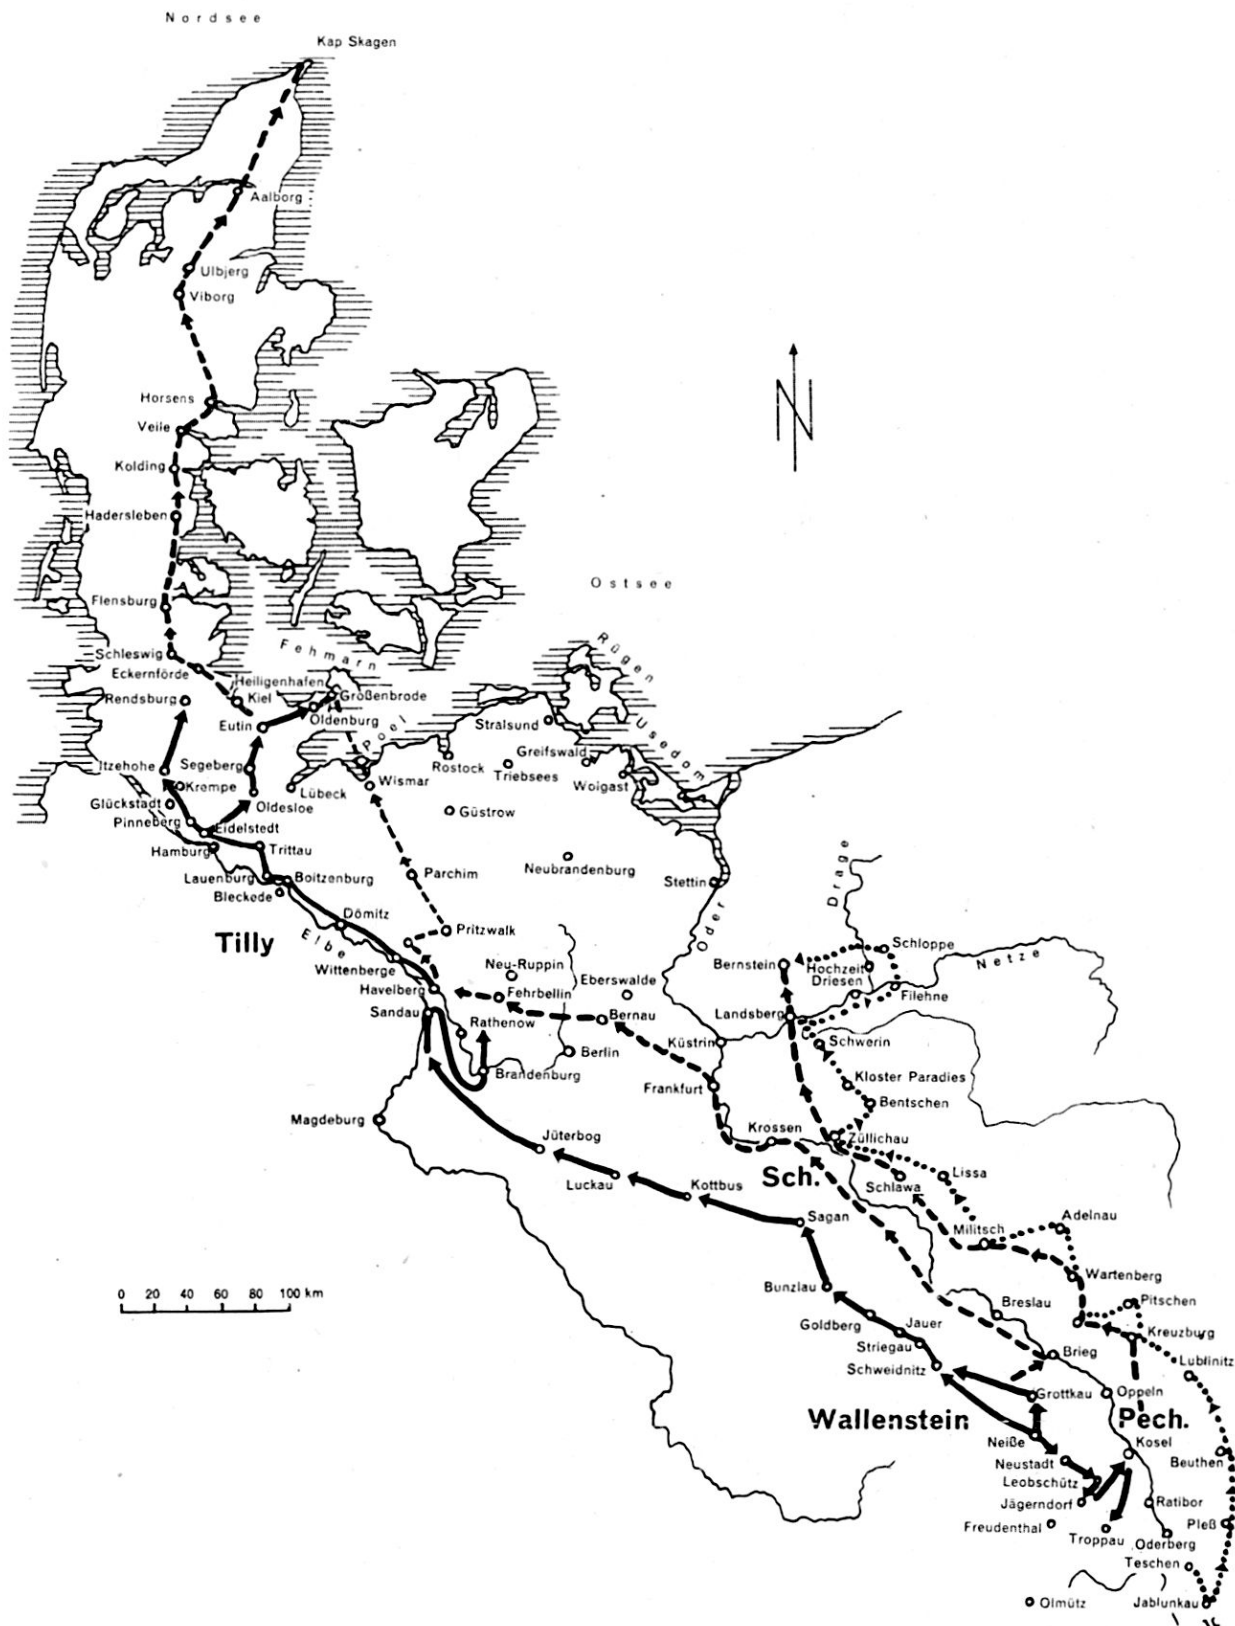 Nordsee
Kap Skagen
Aalborg
Ulbjerg
Viborg
Horsens
Veile
Kolding
Hadersleben
Flensburg
Ostsee
Schleswig
Fehmarn
Rügen
Eckernförde
Heiligenhafen
Rendsburg
Kiel
Großenbrode
Eutin
Oldenburg
Poel
Stralsund
Usedom
Itzehohe
Segeberg
Rostock
Greifswald
Triebsees
Wolgast
Krempe
Wismar
Glückstadt
Oldesloe
Lübeck
Güstrow
Pinneberg
Eidelstedt
Hamburg
Trittau
Neubrandenburg
Drage
Lauenburg
Boitzenburg
Parchim
Stettin
Bleckede
Dömitz
Oder
Tilly
Elbe
Pritzwalk
Schloppe
Wittenberge
Neu-Ruppin
Bernstein
Hochzeit
Netze
Havelberg
Fehrbellin
Eberswalde
Driesen
Filehne
Sandau
Rathenow
Bernau
Landsberg
Küstrin
Schwerin
Berlin
Brandenburg
Frankfurt
Kloster Paradies
Bentschen
Magdeburg
Krossen
Züllichau
Jüterbog
Sch.
Lissa
Luckau
Kottbus
Schlawa
Sagan
Militsch
Adelnau
Bunzlau
Wartenberg
0 20 40 60 80 100 km
Breslau
Pitschen
Goldberg
Jauer
Kreuzburg
Striegau
Brieg
Lublinitz
Schweidnitz
Grottkau
Oppeln
Wallenstein
Pech.
Neiße
Kosel
Neustadt
Beuthen
Leobschütz
Jägerndorf
Ratibor
Freudenthal
Pleß
Troppau
Oderberg
Teschen
Olmütz
Jablunkau
N